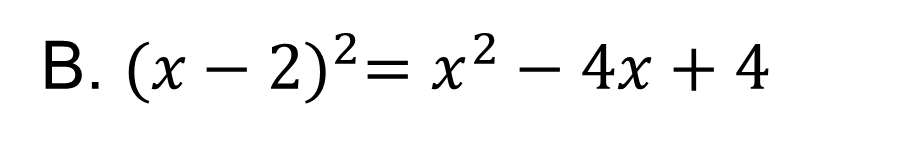 B. (x − 2)²= x² − 4x + 4